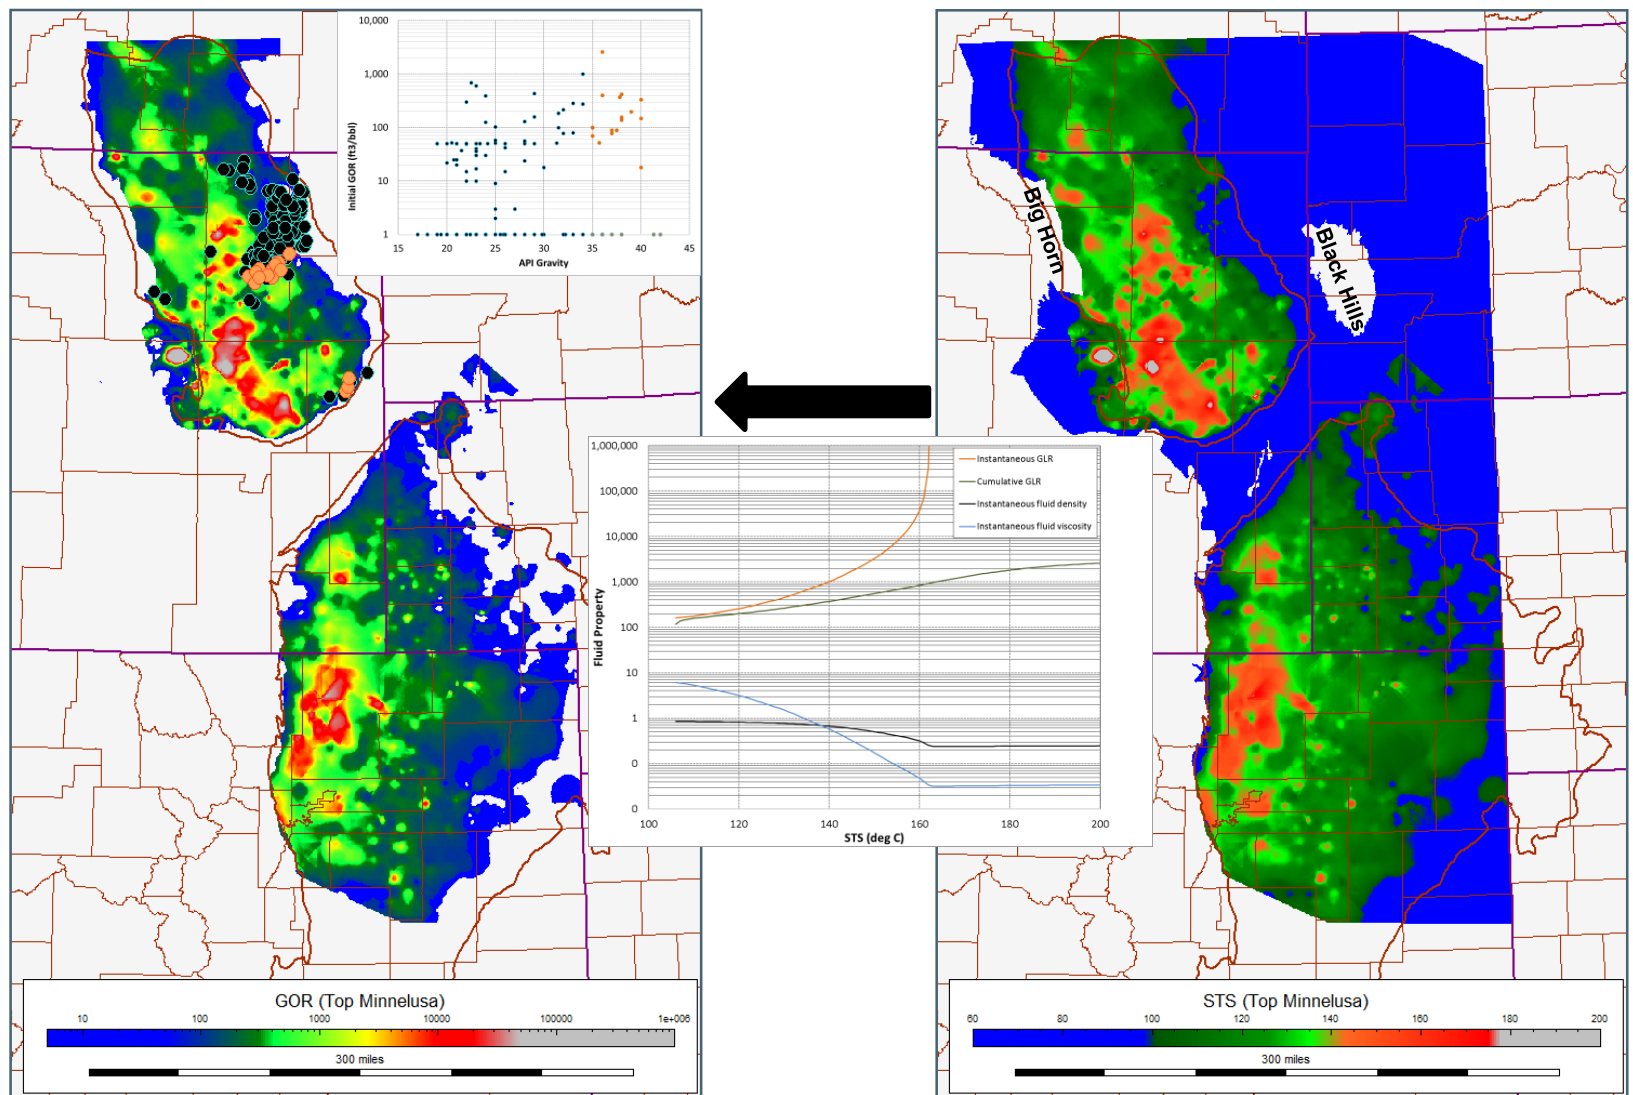 10,000
1,000
100
10
1
Initial GOR (ft3/bbl)
15 20 25 30 35 40 45
API Gravity
Big Horn
Black Hills
1,000,000
100,000
10,000
1,000
100
10
1
0
0
Fluid Property
Instantaneous GLR
Cumulative GLR
Instantaneous fluid density
Instantaneous fluid viscosity
100 120 140 160 180 200
STS (deg C)
GOR (Top Minnelusa)
10 100 1000 10000 100000 1e+006
300 miles
STS (Top Minnelusa)
60 80 100 120 140 160 180 200
300 miles